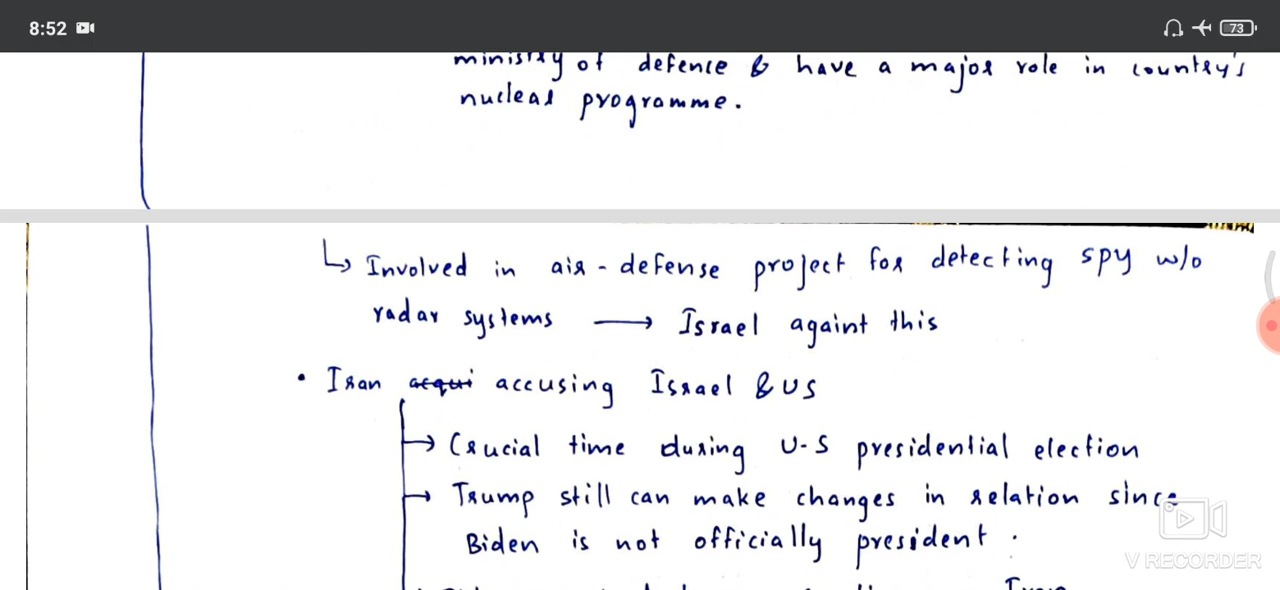 8:52
73
ministry of defence & have a major role in country's
nuclear programme.
↳ Involved in air-defense project for detecting spy w/o
radar systems → Israel againt this
• Iran acqui accusing Israel & US
→ Crucial time during U-S presidential election
→ Trump still can make changes in relation since
Biden is not officially president.
V RECORDER